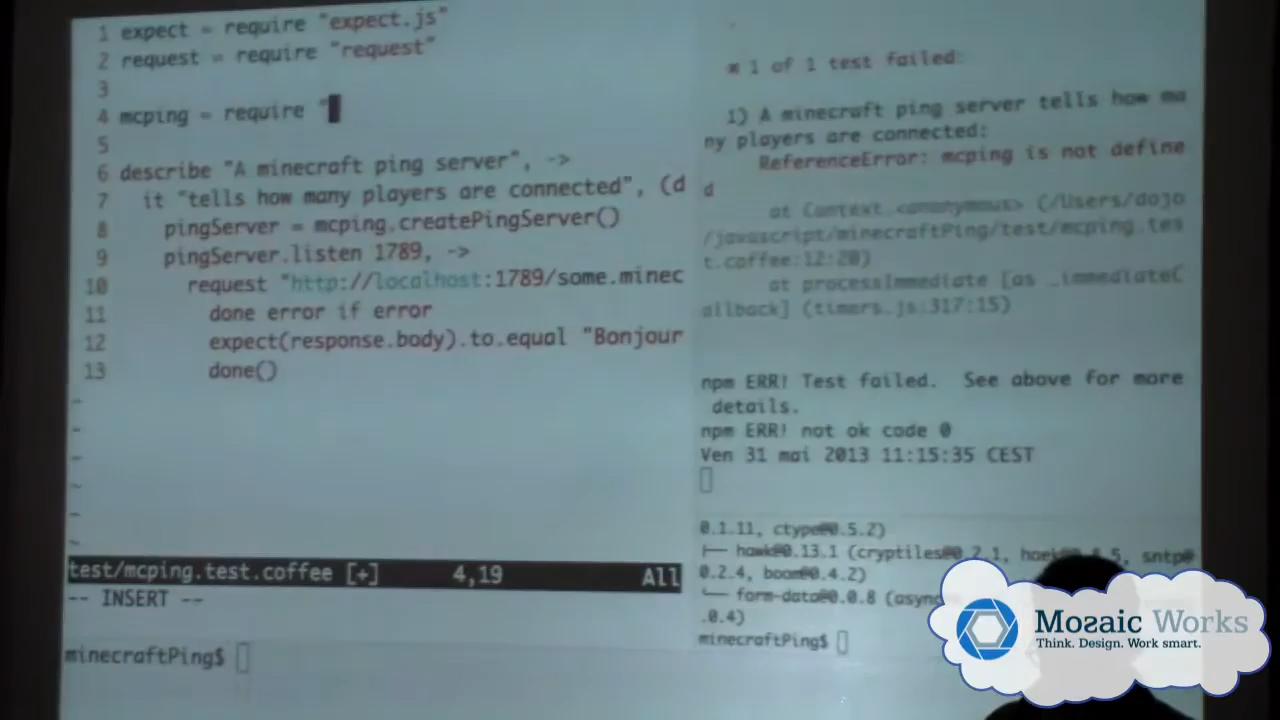 1 expect = require "expect.js"
2 request = require "request"
3
4 mcping = require "
5
6 describe "A minecraft ping server", ->
7 it "tells how many players are connected", (d
8 pingServer = mcping.createPingServer()
9 pingServer.listen 1789, ->
10 request "http://localhost:1789/some.minec
11 done error if error
12 expect(response.body).to.equal "Bonjour
13 done()
~
~
~
~
~
~
test/mcping.test.coffee [+] 4,19 All
-- INSERT --
minecraftPing$
1 of 1 test failed:
1) A minecraft ping server tells how ma
ny players are connected:
ReferenceError: mcping is not define
d
at Context.<anonymous> (/Users/dojo
/javascript/minecraftPing/test/mcping.tes
t.coffee:12:20)
at processImmediate [as _immediateC
allback] (timers.js:317:15)
npm ERR! Test failed. See above for more
details.
npm ERR! not ok code 0
Ven 31 mai 2013 11:15:35 CEST
0.1.11, ctype@0.5.2)
├── hawk@0.13.1 (cryptiles@0.2.1, sntp@
0.2.4, boom@0.4.2)
└── form-data@0.0.8 (async
.0.4)
minecraftPing$
Mozaic Works
Think. Design. Work smart.